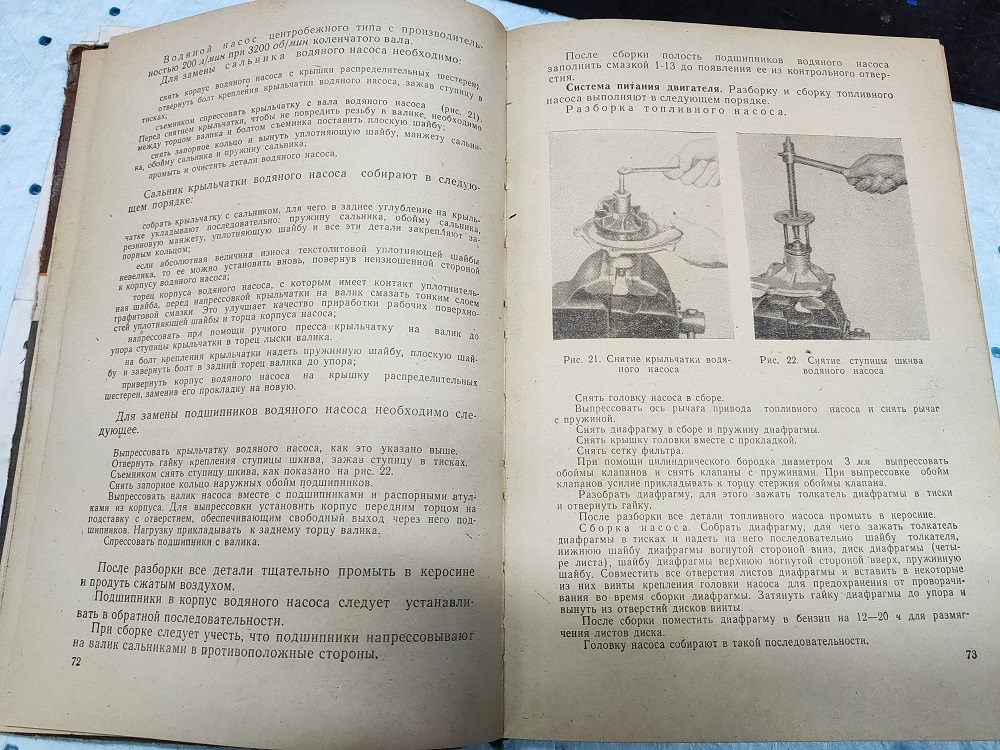 Водяной насос центробежного типа с производитель-
ностью 200 л/мин при 3200 об/мин коленчатого вала.
Для замены сальника водяного насоса необходимо:
снять корпус водяного насоса с крышки распределительных шестерен;
отвернуть болт крепления крыльчатки водяного насоса, зажав ступицу в
тисках;
съемником спрессовать крыльчатку с вала водяного насоса (рис. 21).
Перед снятием крыльчатки, чтобы не повредить резьбу в валике, необходимо
между торцом валика и болтом съемника поставить плоскую шайбу;
снять запорное кольцо и вынуть уплотняющую шайбу, манжету сальни-
ка, обойму сальника и пружину сальника;
промыть и очистить детали водяного насоса.
Сальник крыльчатки водяного насоса собирают в следую-
щем порядке:
собрать крыльчатку с сальником, для чего в заднее углубление на крыль-
чатке укладывают последовательно: пружину сальника, обойму сальника,
резиновую манжету, уплотняющую шайбу и все эти детали закрепляют за-
порным кольцом;
если абсолютная величина износа текстолитовой уплотняющей шайбы
невелика, то ее можно установить вновь, повернув неизношенной стороной
к корпусу водяного насоса;
торец корпуса водяного насоса, с которым имеет контакт уплотнитель-
ная шайба, перед напрессовкой крыльчатки на валик смазать тонким слоем
графитовой смазки. Это улучшает качество приработки рабочих поверхно-
стей уплотняющей шайбы и торца корпуса насоса;
напрессовать при помощи ручного пресса крыльчатку на валик до
упора ступицы крыльчатки в торец лыски валика.
на болт крепления крыльчатки надеть пружинную шайбу, плоскую шай-
бу и завернуть болт в задний торец валика до упора;
привернуть корпус водяного насоса на крышку распределительных
шестерен, заменив его прокладку на новую.
Для замены подшипников водяного насоса необходимо сле-
дующее.
Выпрессовать крыльчатку водяного насоса, как это указано выше.
Отвернуть гайку крепления ступицы шкива, зажав ступицу в тисках.
Съемником снять ступицу шкива, как показано на рис. 22.
Снять запорное кольцо наружных обойм подшипников.
Выпрессовать валик насоса вместе с подшипниками и распорными втул-
ками из корпуса. Для выпрессовки установить корпус передним торцом на
подставку с отверстием, обеспечивающим свободный выход через него под-
шипников. Нагрузку прикладывать к заднему торцу валика.
Спрессовать подшипники с валика.
После разборки все детали тщательно промыть в керосине
и продуть сжатым воздухом.
Подшипники в корпус водяного насоса следует устанавли-
вать в обратной последовательности.
При сборке следует учесть, что подшипники напрессовывают
на валик сальниками в противоположные стороны.
72
После сборки полость подшипников водяного насоса
заполнить смазкой 1-13 до появления ее из контрольного отвер-
стия.
Система питания двигателя. Разборку и сборку топливного
насоса выполняют в следующем порядке.
Разборка топливного насоса.
Рис. 21. Снятие крыльчатки водя-
ного насоса
Рис. 22. Снятие ступицы шкива
водяного насоса
Снять головку насоса в сборе.
Выпрессовать ось рычага привода топливного насоса и снять рычаг
с пружиной.
Снять диафрагму в сборе и пружину диафрагмы.
Снять крышку головки вместе с прокладкой.
Снять сетку фильтра.
При помощи цилиндрического бородка диаметром 3 мм выпрессовать
обоймы клапанов и снять клапаны с пружинами. При выпрессовке обойм
клапанов усилие прикладывать к торцу стержня обоймы клапана.
Разобрать диафрагму, для этого зажать толкатель диафрагмы в тиски
и отвернуть гайку.
После разборки все детали топливного насоса промыть в керосине.
Сборка насоса. Собрать диафрагму, для чего зажать толкатель
диафрагмы в тисках и надеть на него последовательно шайбу толкателя,
нижнюю шайбу диафрагмы вогнутой стороной вниз, диск диафрагмы (четы-
ре листа), шайбу диафрагмы верхнюю вогнутой стороной вверх, пружинную
шайбу. Совместить все отверстия листов диафрагмы и вставить в некоторые
из них винты крепления головки насоса для предохранения от проворачи-
вания во время сборки диафрагмы. Затянуть гайку диафрагмы до упора и
вынуть из отверстий дисков винты.
После сборки поместить диафрагму в бензин на 12—20 ч для размяг-
чения листов диска.
Головку насоса собирают в такой последовательности.
73